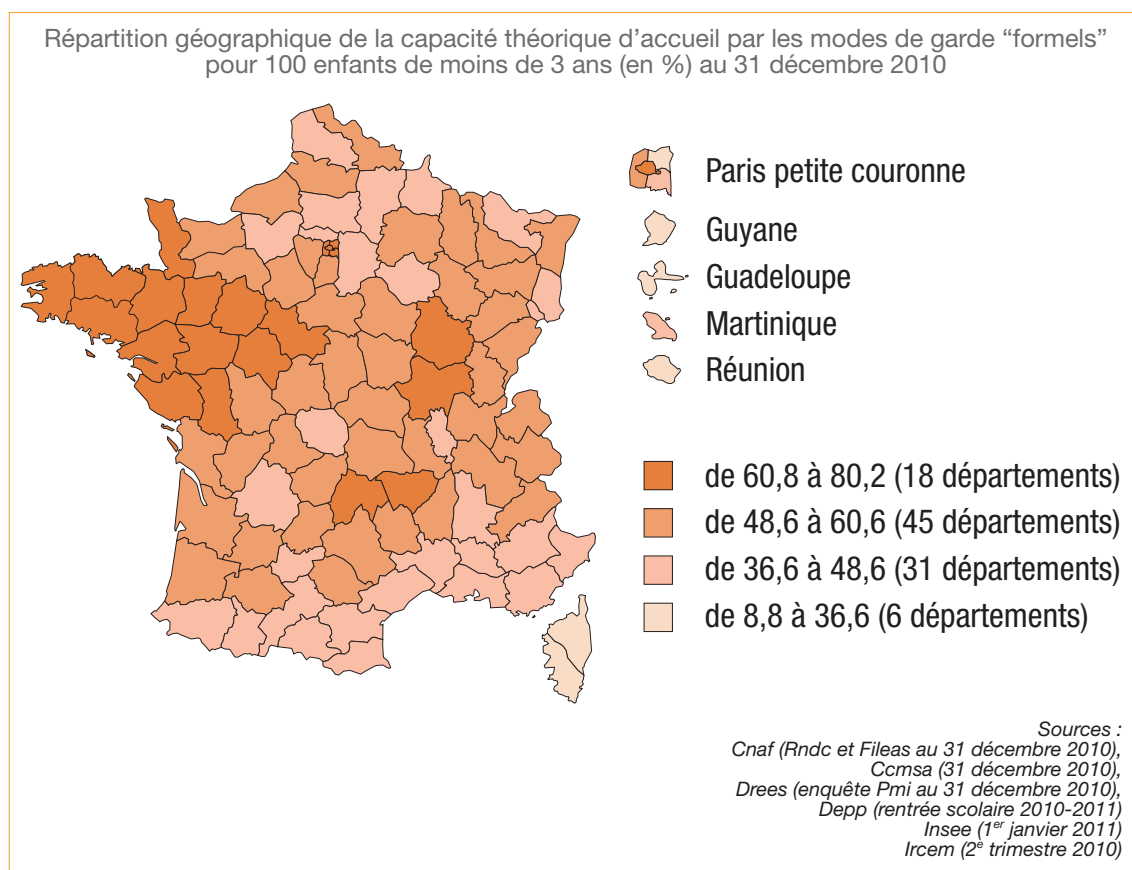 Répartition géographique de la capacité théorique d’accueil par les modes de garde “formels”
pour 100 enfants de moins de 3 ans (en %) au 31 décembre 2010
Paris petite couronne
Guyane
Guadeloupe
Martinique
Réunion
de 60,8 à 80,2 (18 départements)
de 48,6 à 60,6 (45 départements)
de 36,6 à 48,6 (31 départements)
de 8,8 à 36,6 (6 départements)
Sources :
Cnaf (Rndc et Fileas au 31 décembre 2010),
Ccmsa (31 décembre 2010),
Drees (enquête Pmi au 31 décembre 2010),
Depp (rentrée scolaire 2010-2011)
Insee (1er janvier 2011)
Ircem (2e trimestre 2010)